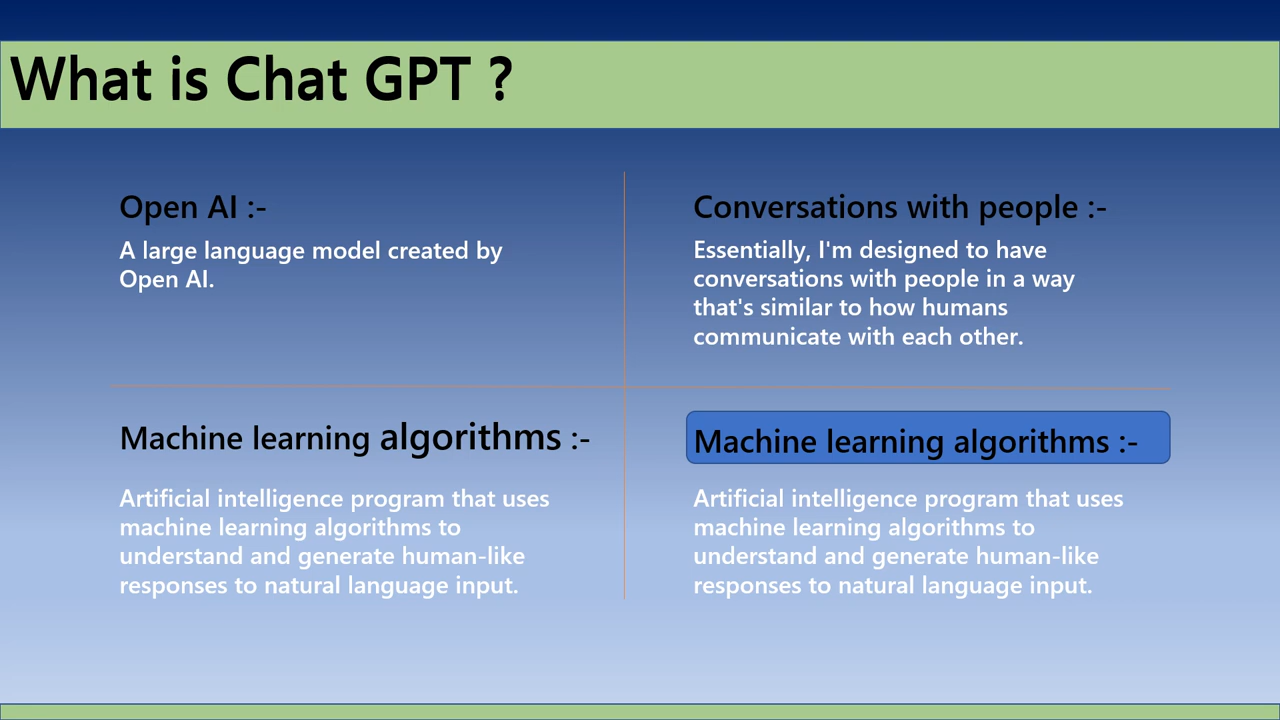 What is Chat GPT ?
Open AI :-
A large language model created by
Open AI.
Conversations with people :-
Essentially, I'm designed to have
conversations with people in a way
that's similar to how humans
communicate with each other.
Machine learning algorithms :-
Artificial intelligence program that uses
machine learning algorithms to
understand and generate human-like
responses to natural language input.
Machine learning algorithms :-
Artificial intelligence program that uses
machine learning algorithms to
understand and generate human-like
responses to natural language input.